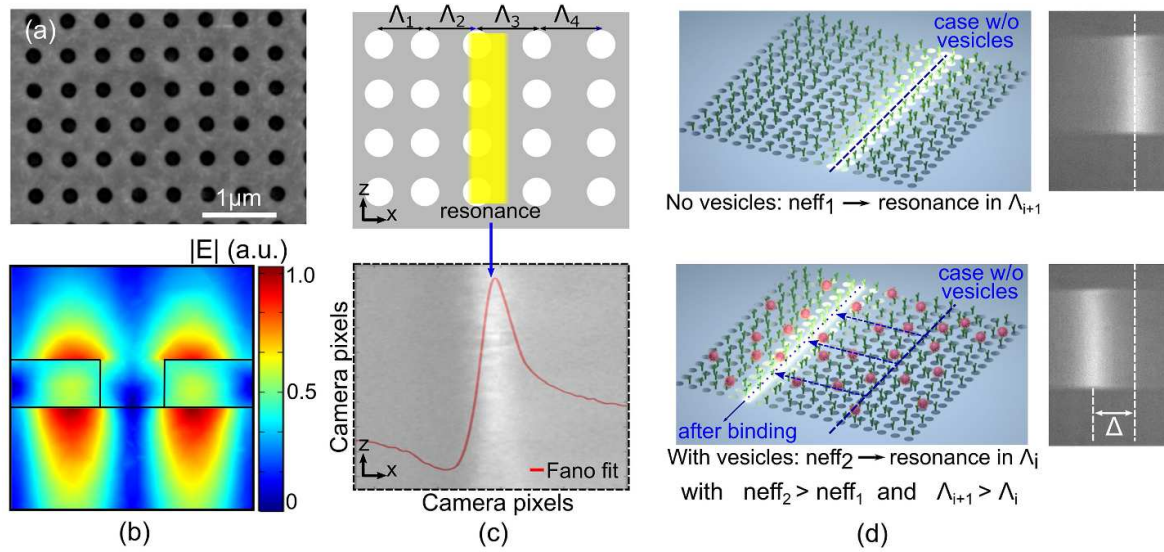 (a)
1μm
|E| (a.u.)
1.0
0.5
0
(b)
Λ1 Λ2 Λ3 Λ4
z
x
resonance
Camera pixels
z
x
Fano fit
Camera pixels
(c)
case w/o
vesicles
No vesicles: neff1 → resonance in Λi+1
case w/o
vesicles
after binding
Δ
With vesicles: neff2 → resonance in Λi
with neff2 > neff1 and Λi+1 > Λi
(d)